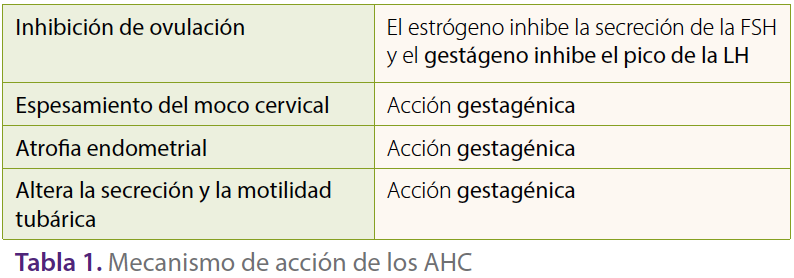 Inhibición de ovulación
El estrógeno inhibe la secreción de la FSH
y el gestágeno inhibe el pico de la LH
Espesamiento del moco cervical
Acción gestagénica
Atrofia endometrial
Acción gestagénica
Altera la secreción y la motilidad
tubárica
Acción gestagénica
Tabla 1. Mecanismo de acción de los AHC